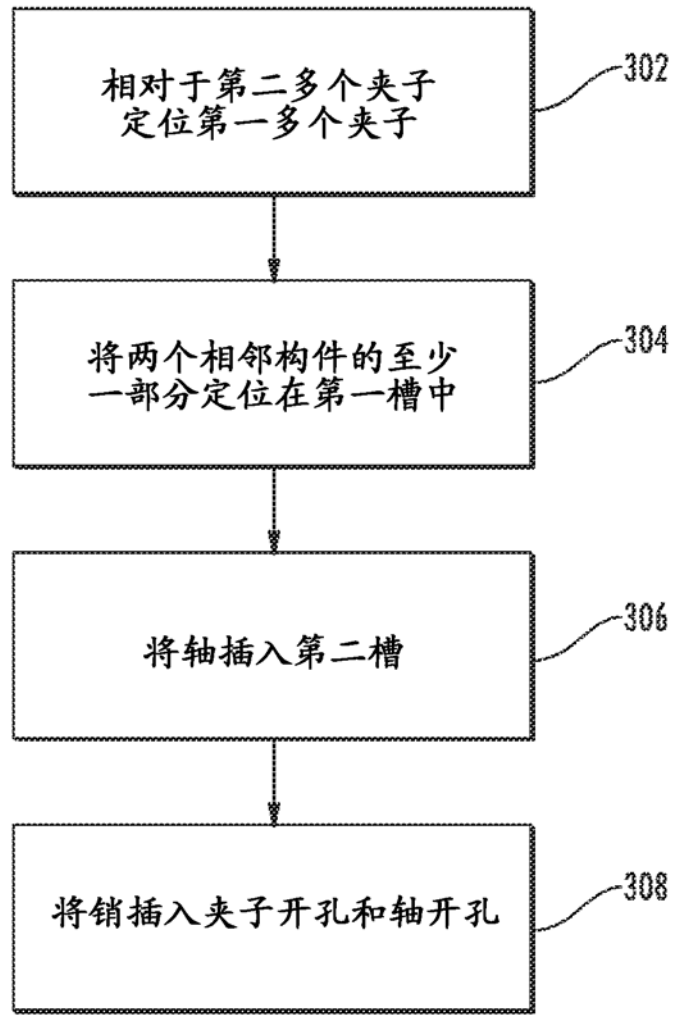 相对于第二多个夹子
定位第一多个夹子
302
将两个相邻构件的至少
一部分定位在第一槽中
304
将轴插入第二槽
306
将销插入夹子开孔和轴开孔
308